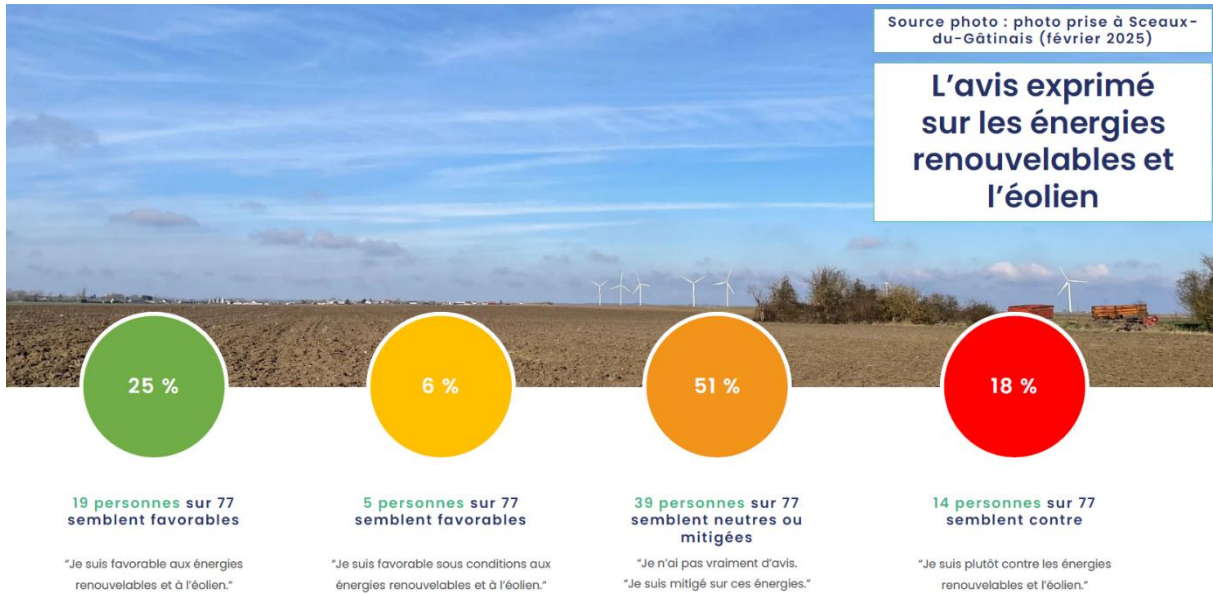 Source photo : photo prise à Sceaux-
du-Gâtinais (février 2025)
L'avis exprimé
sur les énergies
renouvelables et
l'éolien
25 %
6 %
51 %
18 %
19 personnes sur 77
semblent favorables
"Je suis favorable aux énergies
renouvelables et à l'éolien."
5 personnes sur 77
semblent favorables
"Je suis favorable sous conditions aux
énergies renouvelables et à l'éolien."
39 personnes sur 77
semblent neutres ou
mitigées
"Je n'ai pas vraiment d'avis.
"Je suis mitigé sur ces énergies."
14 personnes sur 77
semblent contre
"Je suis plutôt contre les énergies
renouvelables et l'éolien."